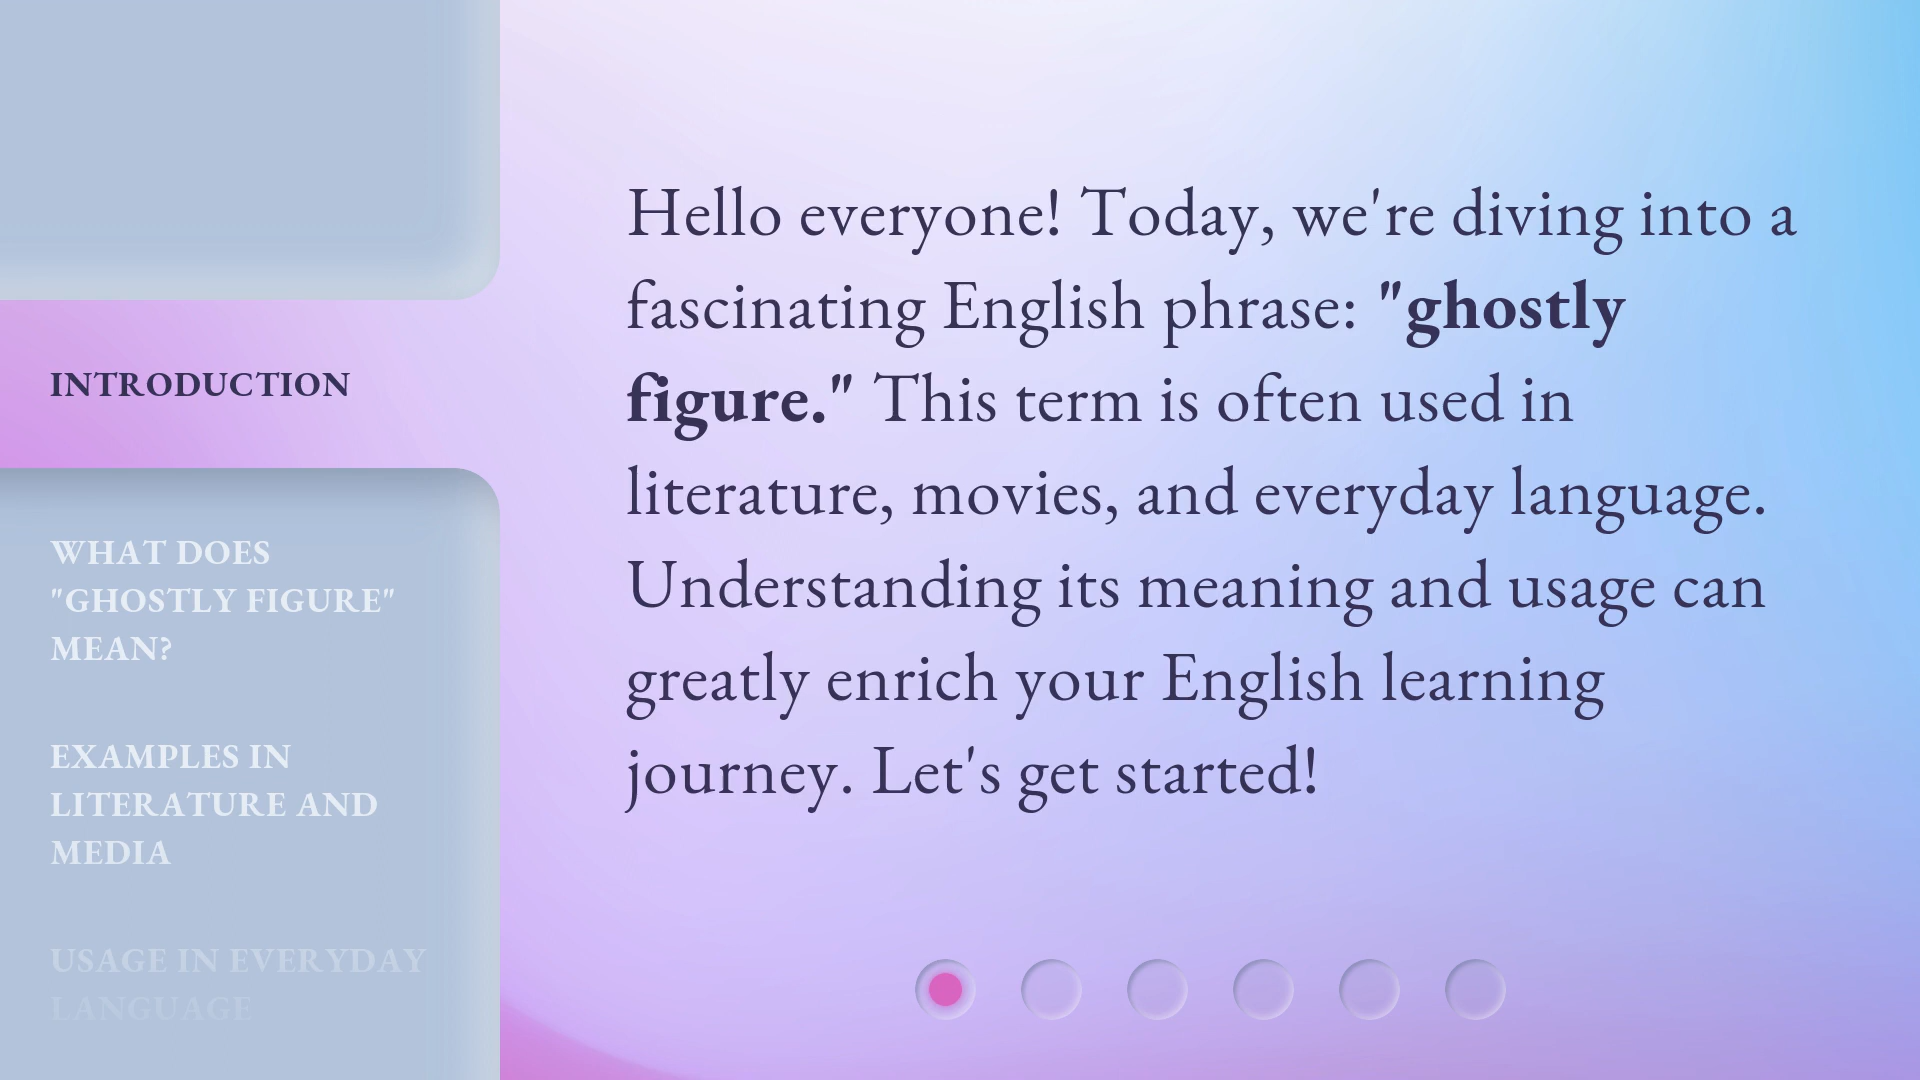 INTRODUCTION
WHAT DOES
"GHOSTLY FIGURE"
MEAN?
EXAMPLES IN
LITERATURE AND
MEDIA
USAGE IN EVERYDAY
LANGUAGE
Hello everyone! Today, we're diving into a
fascinating English phrase: "ghostly
figure." This term is often used in
literature, movies, and everyday language.
Understanding its meaning and usage can
greatly enrich your English learning
journey. Let's get started!